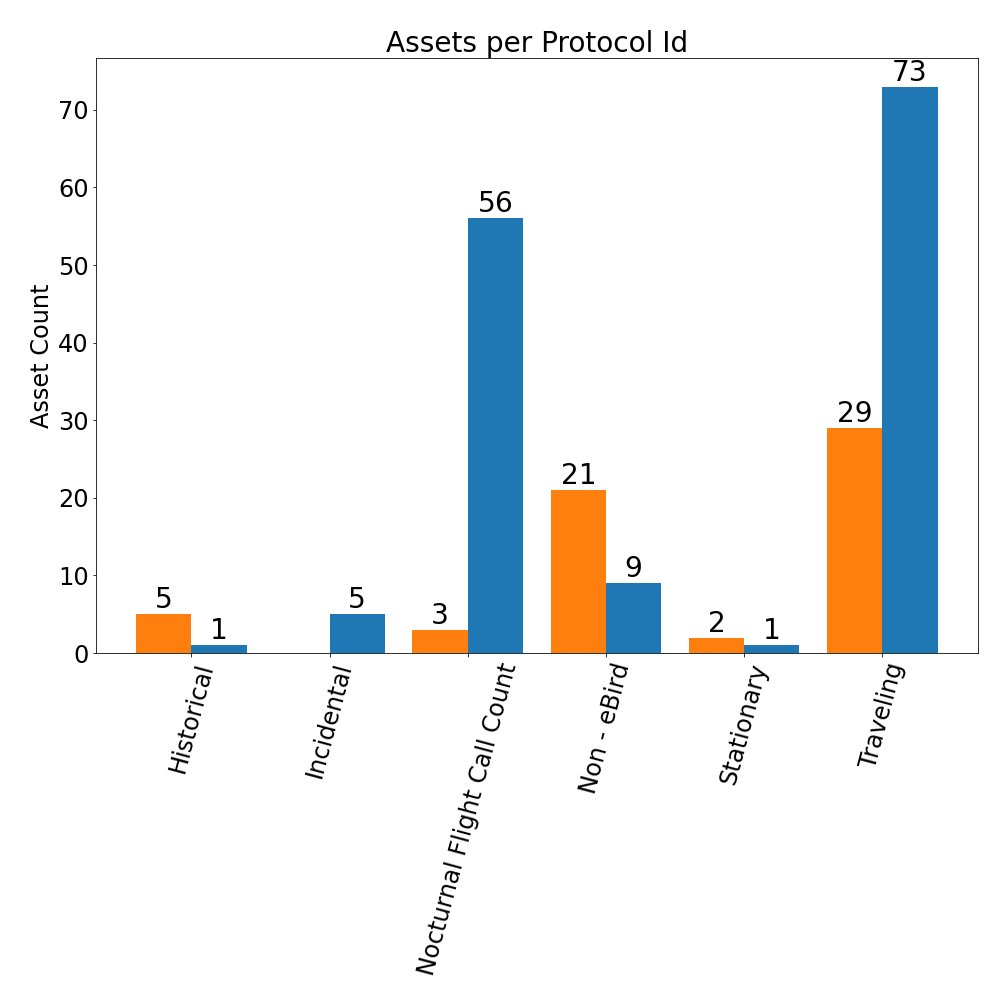 Assets per Protocol Id
73
70
60
56
50
40
30
29
21
20
10
9
5
5
3
2
1
1
0
Asset Count
Historical
Incidental
Nocturnal Flight Call Count
Non - eBird
Stationary
Traveling